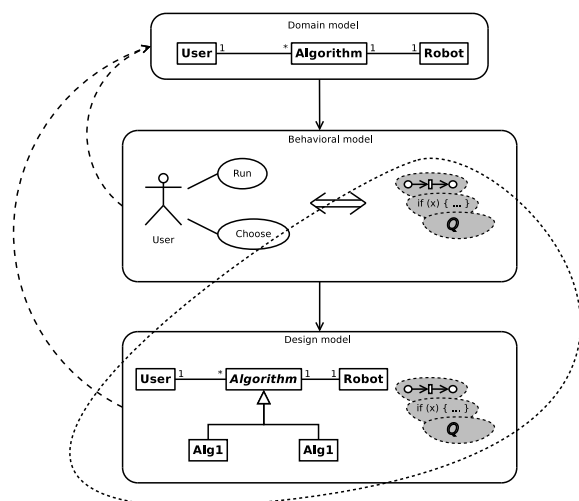 Domain model
User 1 * Algorithm 1 1 Robot
Behavioral model
Run
if (x) { ... }
Q
Choose
User
Design model
User 1 * Algorithm 1 1 Robot
if (x) { ... }
Q
Alg1 Alg1